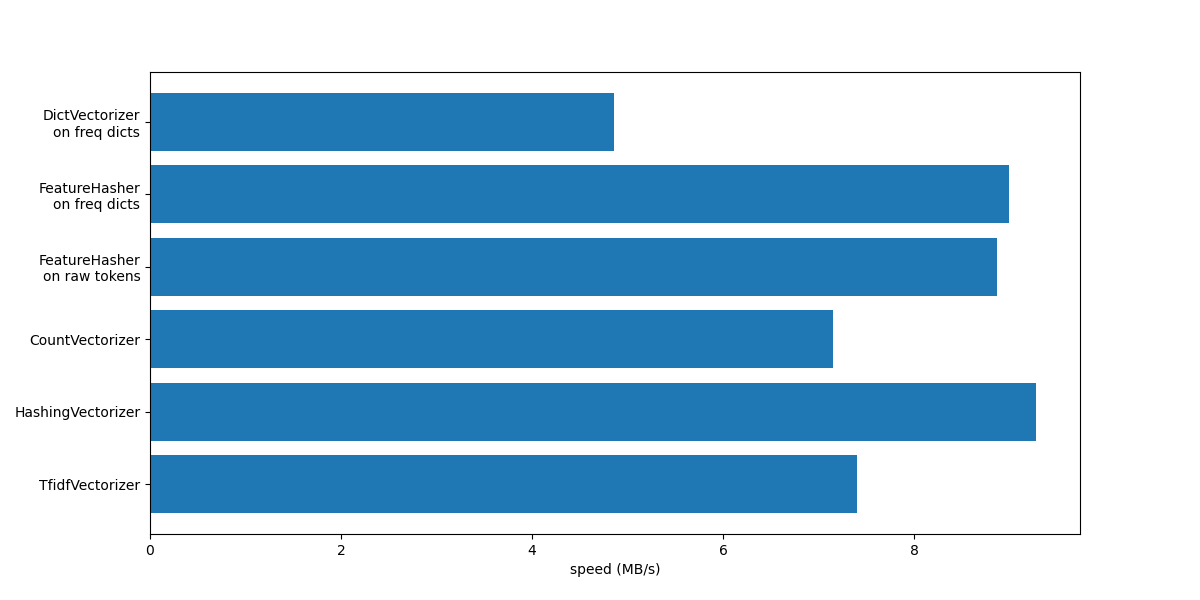 DictVectorizer
on freq dicts
FeatureHasher
on freq dicts
FeatureHasher
on raw tokens
CountVectorizer
HashingVectorizer
TfidfVectorizer
0 2 4 6 8
speed (MB/s)